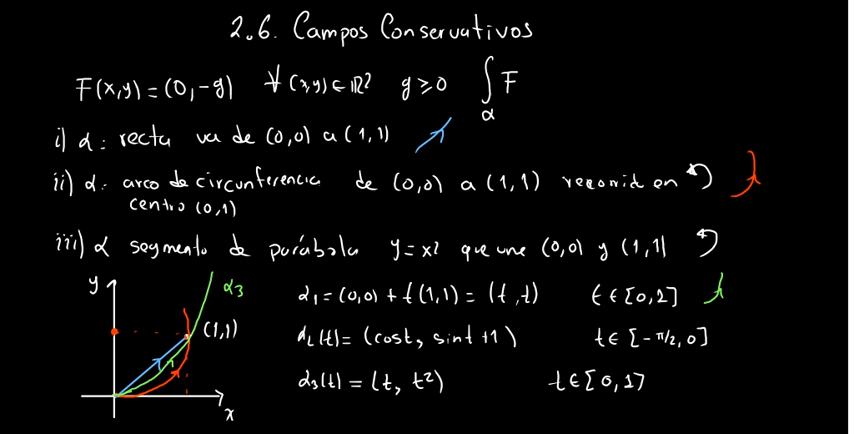 2.6. Campos Conservativos
F(x,y) = (0,-g) ∀(x,y)∈ℝ² g≥0 ∫α F
i) α: recta va de (0,0) a (1,1)
ii) α: arco de circunferencia de (0,0) a (1,1) recorrid en
centro (0,1)
iii) α segmento de parábola y=x² que une (0,0) y (1,1)
y
α3
(1,1)
x
α1=(0,0)+t(1,1)=(t,t) t∈[0,1]
α2(t)=(cost, sint+1) t∈[-π/2,0]
α3(t)=(t, t²) t∈[0,1]